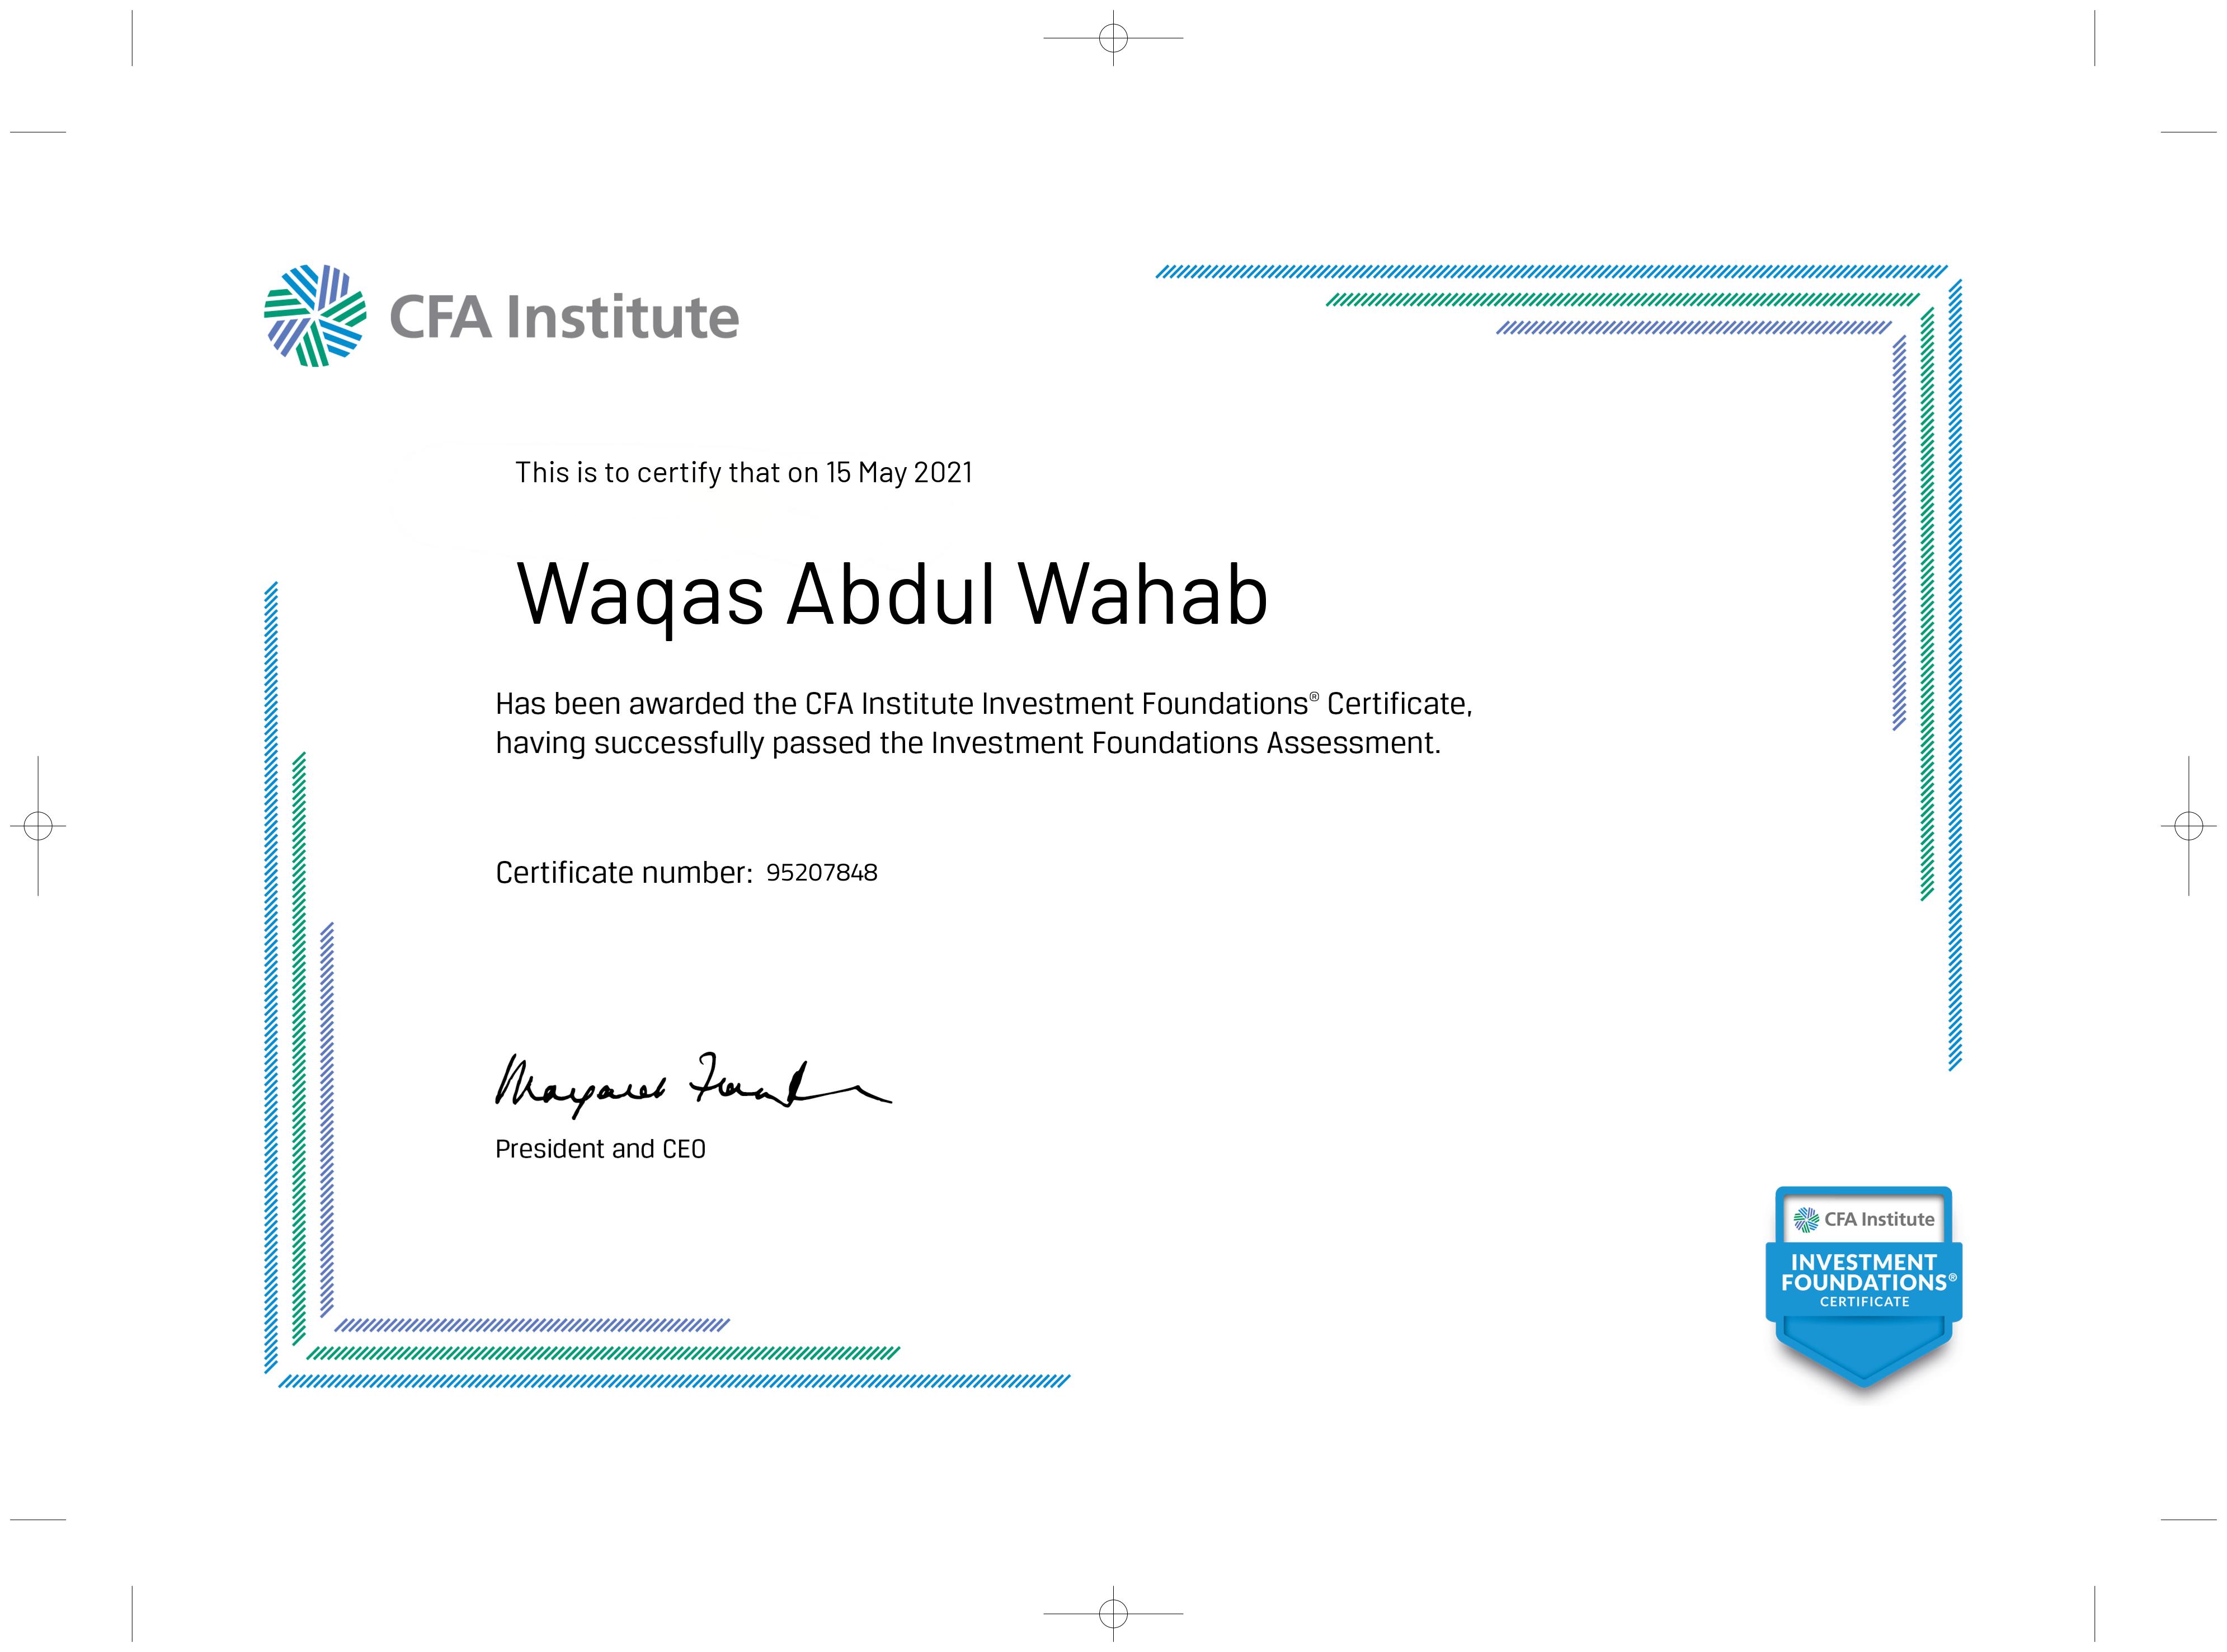 CFA Institute
This is to certify that on 15 May 2021
Waqas Abdul Wahab
Has been awarded the CFA Institute Investment Foundations® Certificate,
having successfully passed the Investment Foundations Assessment.
Certificate number: 95207848
President and CEO
CFA Institute
INVESTMENT
FOUNDATIONS®
CERTIFICATE